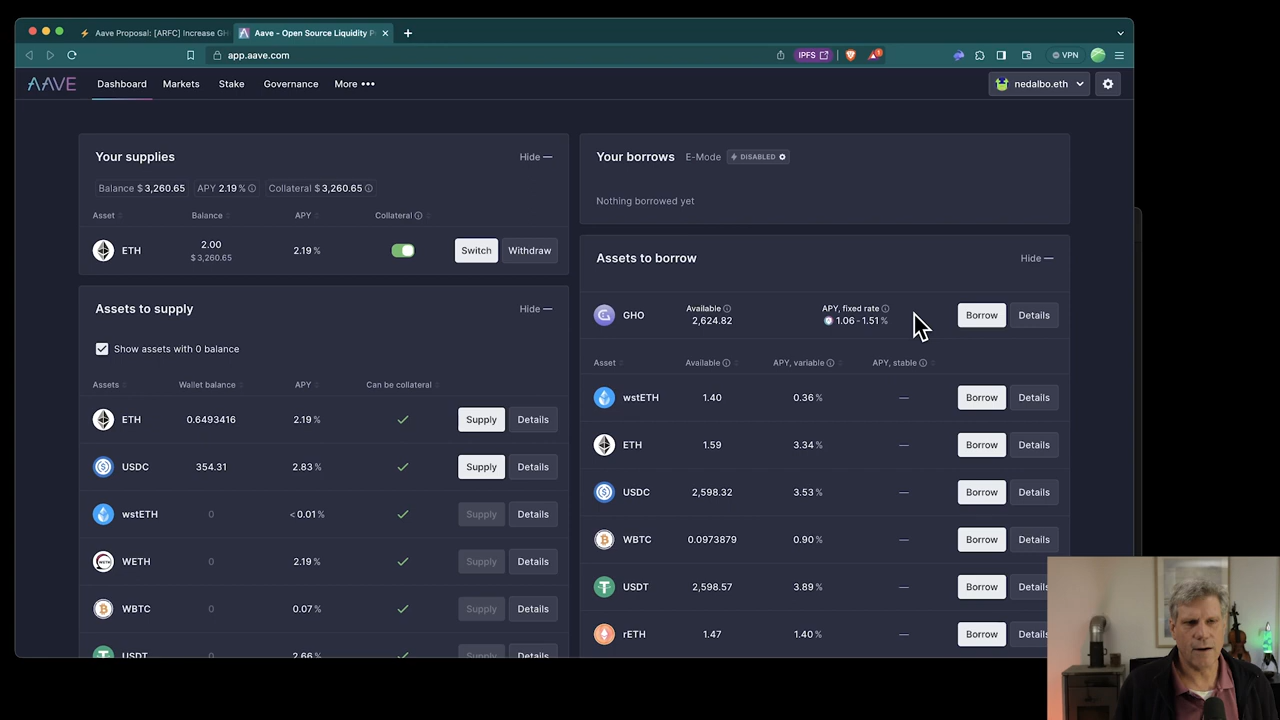 Aave Proposal: [ARFC] Increase GH
Aave - Open Source Liquidity P
app.aave.com
IPFS
1
VPN
AAVE
Dashboard
Markets
Stake
Governance
More
nedalbo.eth
Your supplies
Hide
Balance $ 3,260.65
APY 2.19 %
Collateral $ 3,260.65
Asset
Balance
APY
Collateral
ETH
2.00
$ 3,260.65
2.19 %
Switch
Withdraw
Assets to supply
Hide
Show assets with 0 balance
Assets
Wallet balance
APY
Can be collateral
ETH
0.6493416
2.19 %
Supply
Details
USDC
354.31
2.83 %
Supply
Details
wstETH
0
<0.01 %
Supply
Details
WETH
0
2.19 %
Supply
Details
WBTC
0
0.07 %
Supply
Details
USDT
0
2.66 %
Supply
Details
Your borrows
E-Mode
DISABLED
Nothing borrowed yet
Assets to borrow
Hide
GHO
Available
2,624.82
APY, fixed rate
1.06 - 1.51 %
Borrow
Details
Asset
Available
APY, variable
APY, stable
wstETH
1.40
0.36 %
—
Borrow
Details
ETH
1.59
3.34 %
—
Borrow
Details
USDC
2,598.32
3.53 %
—
Borrow
Details
WBTC
0.0973879
0.90 %
—
Borrow
Details
USDT
2,598.57
3.89 %
—
Borrow
Details
rETH
1.47
1.40 %
—
Borrow
Details